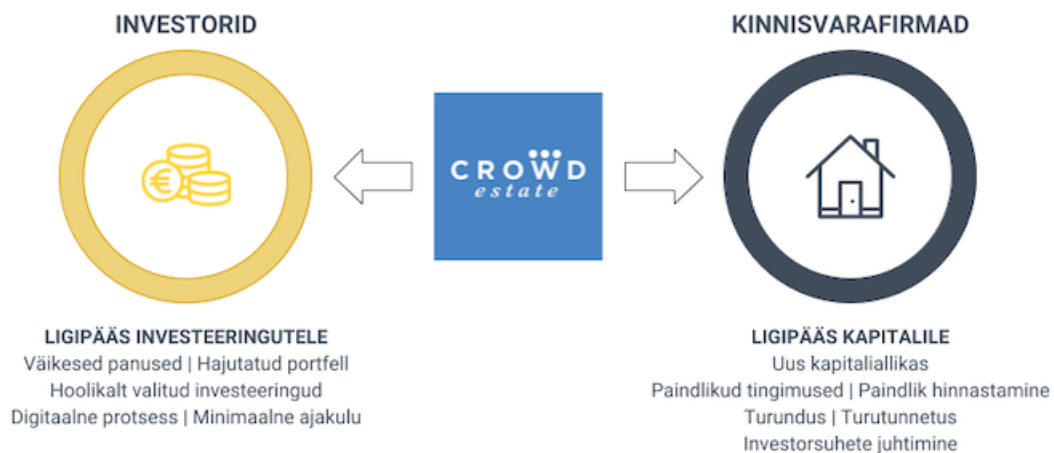 INVESTORID
KINNISVARAFIRMAD
€
CROWD
estate
LIGIPÄÄS INVESTEERINGUTELE
Väikesed panused | Hajutatud portfell
Hoolikalt valitud investeeringud
Digitaalne protsess | Minimaalne ajakulu
LIGIPÄÄS KAPITALILE
Uus kapitaliallikas
Paindlikud tingimused | Paindlik hinnastamine
Turundus | Turutunnetus
Investorsuhete juhtimine